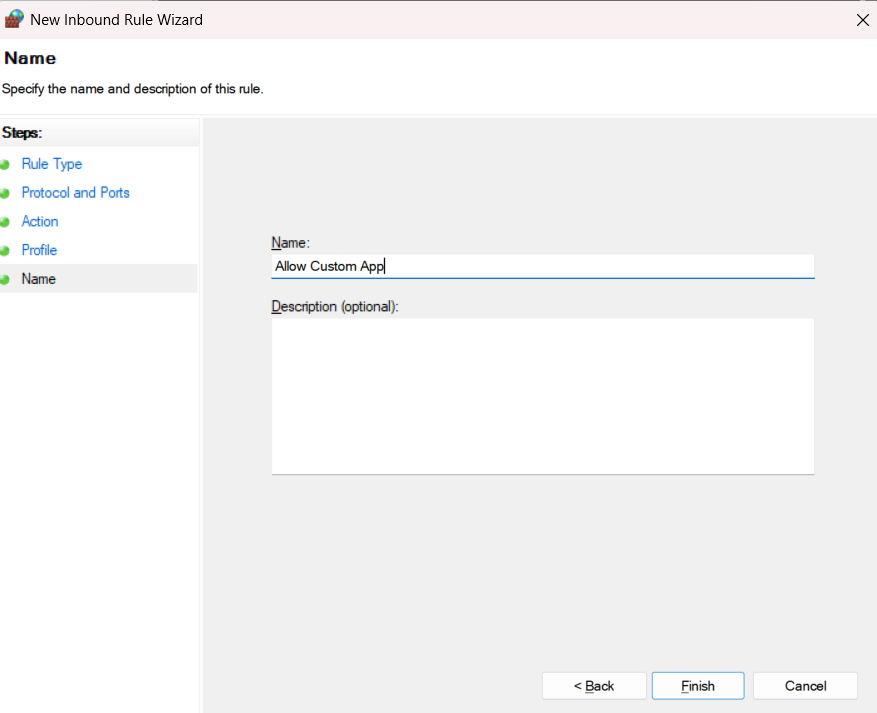 New Inbound Rule Wizard
Name
Specify the name and description of this rule.
Steps:
Rule Type
Protocol and Ports
Action
Profile
Name
Name:
Allow Custom App
Description (optional):
< Back
Finish
Cancel